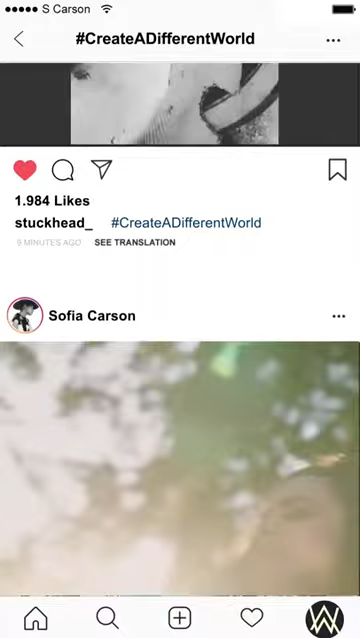 ●●●●● S Carson
#CreateADifferentWorld
1.984 Likes
stuckhead_ #CreateADifferentWorld
9 MINUTES AGO SEE TRANSLATION
Sofia Carson